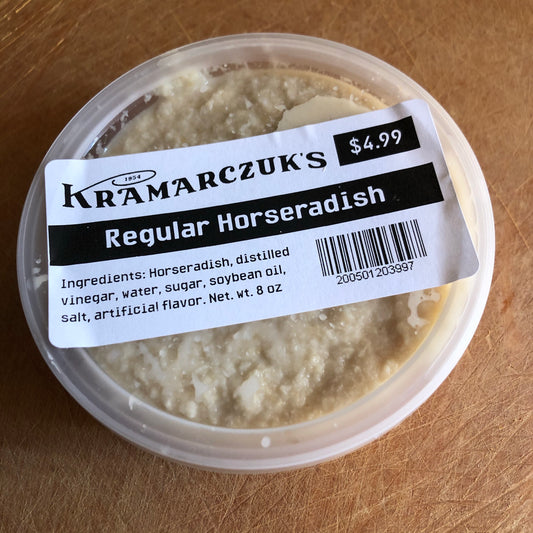 1954
KRAMARCZUK'S
$4.99
Regular Horseradish
Ingredients: Horseradish, distilled
vinegar, water, sugar, soybean oil,
salt, artificial flavor. Net. wt. 8 oz
200501203997